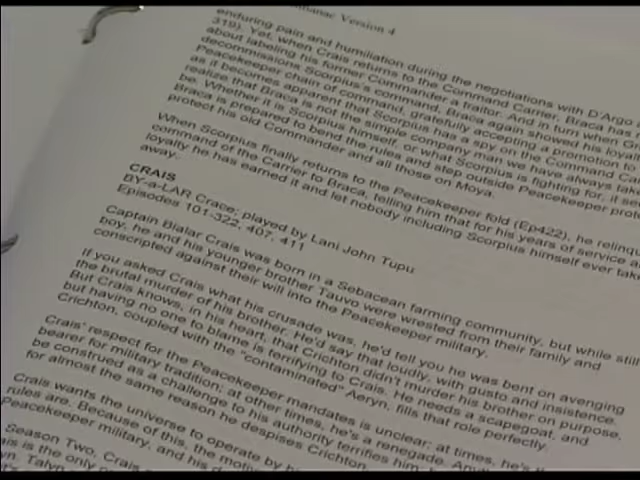 Almanac Version 4
enduring pain and humiliation during the negotiations with D'Argo
319). Yet, when Crais returns to the Command Carrier, Braca has
about labeling his former Commander a traitor. And in turn when
decommissions Scorpius's command, Braca again showed his
Peacekeeper chain of command, gratefully accepting a promotion
as it becomes apparent that Scorpius has a spy on the Command
realize that Braca is not the simple company man we have always
be. Whether it is Scorpius himself, or what Scorpius is fighting for, it
Braca is prepared to bend the rules and step outside Peacekeeper
protect his old Commander and all those on Moya.
When Scorpius finally returns to the Peacekeeper fold (Ep422), he
command of the Carrier to Braca, telling him that for his years of service
loyalty he has earned it and let nobody including Scorpius himself ever
away.
CRAIS
BY-a-LAR Crace; played by Lani John Tupu
Episodes 101-322, 407, 411
Captain Bialar Crais was born in a Sebacean farming community, but while still
boy, he and his younger brother Tauvo were wrested from their family and
conscripted against their will into the Peacekeeper military.
If you asked Crais what his crusade was, he'd tell you he was bent on avenging
the brutal murder of his brother. He'd say that loudly, with gusto and insistence.
But Crais knows, in his heart, that Crichton didn't murder his brother on purpose,
but having no one to blame is terrifying to Crais. He needs a scapegoat, and
Crichton, coupled with the "contaminated" Aeryn, fills that role perfectly.
Crais' respect for the Peacekeeper mandates is unclear; at times, he's
bearer for military tradition; at other times, he's a renegade.
be construed as a challenge to his authority terrifies him;
for almost the same reason he despises Crichton.
Crais wants the universe to operate by
rules are. Because of this, the
Peacekeeper military, and his
Season Two, Crais
is the only
Talyn